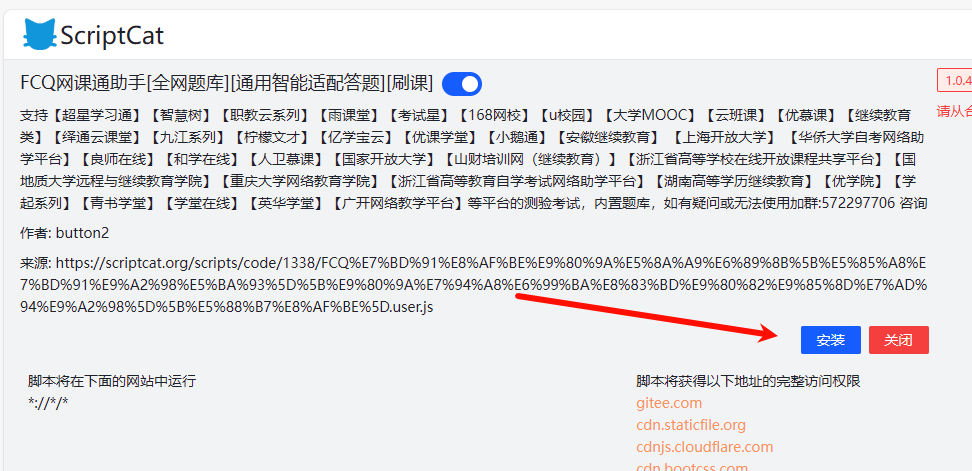 ScriptCat
FCQ网课通助手[全网题库][通用智能适配答题][刷课]
1.0.4
支持【超星学习通】【智慧树】【职教云系列】【雨课堂】【考试星】【168网校】【u校园】【大学MOOC】【云班课】【优慕课】【继续教育
请从合
类】【绎通云课堂】【九江系列】【柠檬文才】【亿学宝云】【优课学堂】【小鹅通】【安徽继续教育】 【上海开放大学】 【华侨大学自考网络助
学平台】【良师在线】【和学在线】【人卫慕课】【国家开放大学】【山财培训网（继续教育）】【浙江省高等学校在线开放课程共享平台】【国
地质大学远程与继续教育学院】【重庆大学网络教育学院】【浙江省高等教育自学考试网络助学平台】【湖南高等学历继续教育】【优学院】【学
起系列】【青书学堂】【学堂在线】【英华学堂】【广开网络教学平台】等平台的测验考试，内置题库，如有疑问或无法使用加群:572297706 咨询
作者: button2
来源: https://scriptcat.org/scripts/code/1338/FCQ%E7%BD%91%E8%AF%BE%E9%80%9A%E5%8A%A9%E6%89%8B%5B%E5%85%A8%E
7%BD%91%E9%A2%98%E5%BA%93%5D%5B%E9%80%9A%E7%94%A8%E6%99%BA%E8%83%BD%E9%80%82%E9%85%8D%E7%AD%
94%E9%A2%98%5D%5B%E5%88%B7%E8%AF%BE%5D.user.js
安装
关闭
脚本将在下面的网站中运行
*://*/*
脚本将获得以下地址的完整访问权限
gitee.com
cdn.staticfile.org
cdnjs.cloudflare.com
cdn.bootcss.com